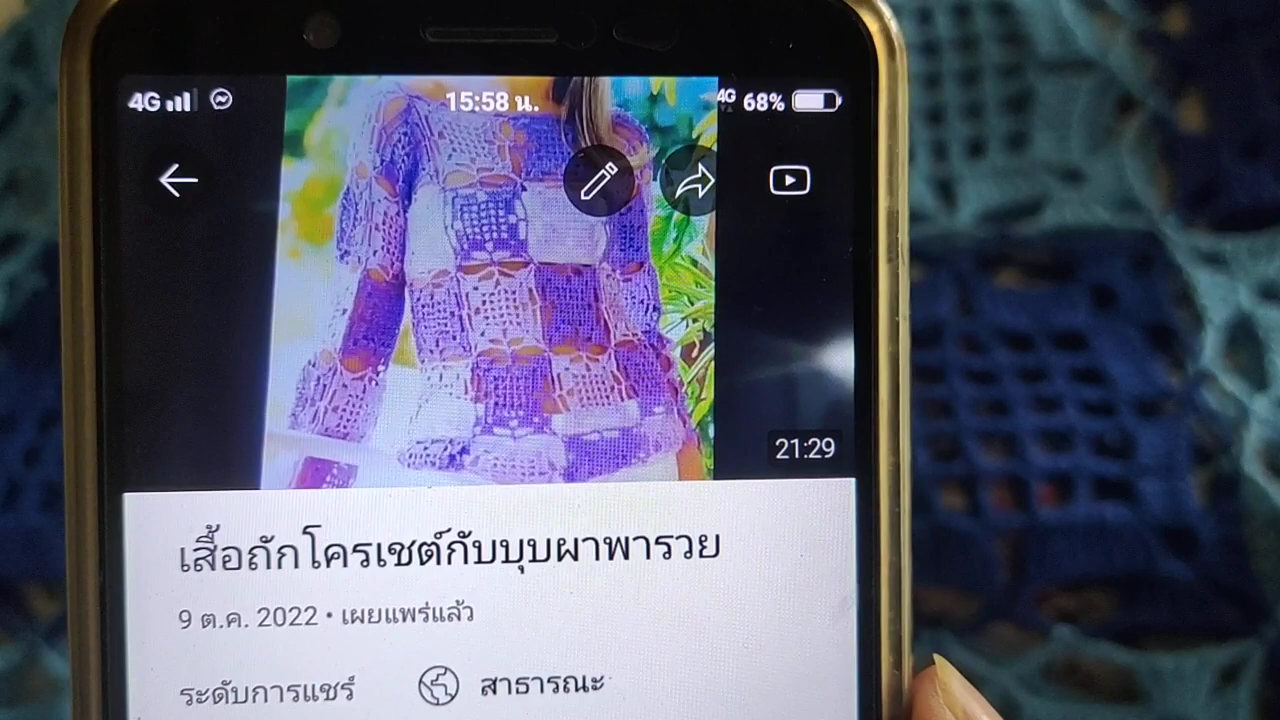 4G 15:58 น. 4G 68%
21:29
เสื้อถักโครเชต์กับบุบผาพารวย
9 ต.ค. 2022 • เผยแพร่แล้ว
ระดับการแชร์ สาธารณะ